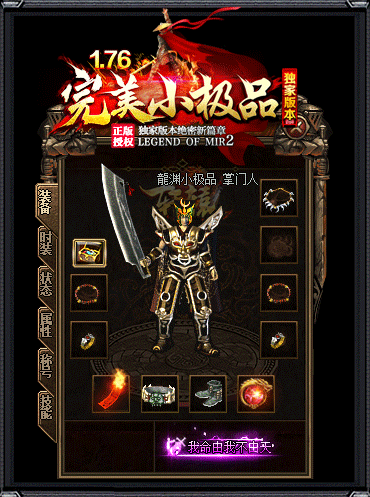 1.76
完美小极品
独家版本
正版授权
独家版本绝密新篇章
LEGEND OF MIR2
龍渊小极品 掌门人
装备
时装
状态
属性
称号
技能
我命由我不由天